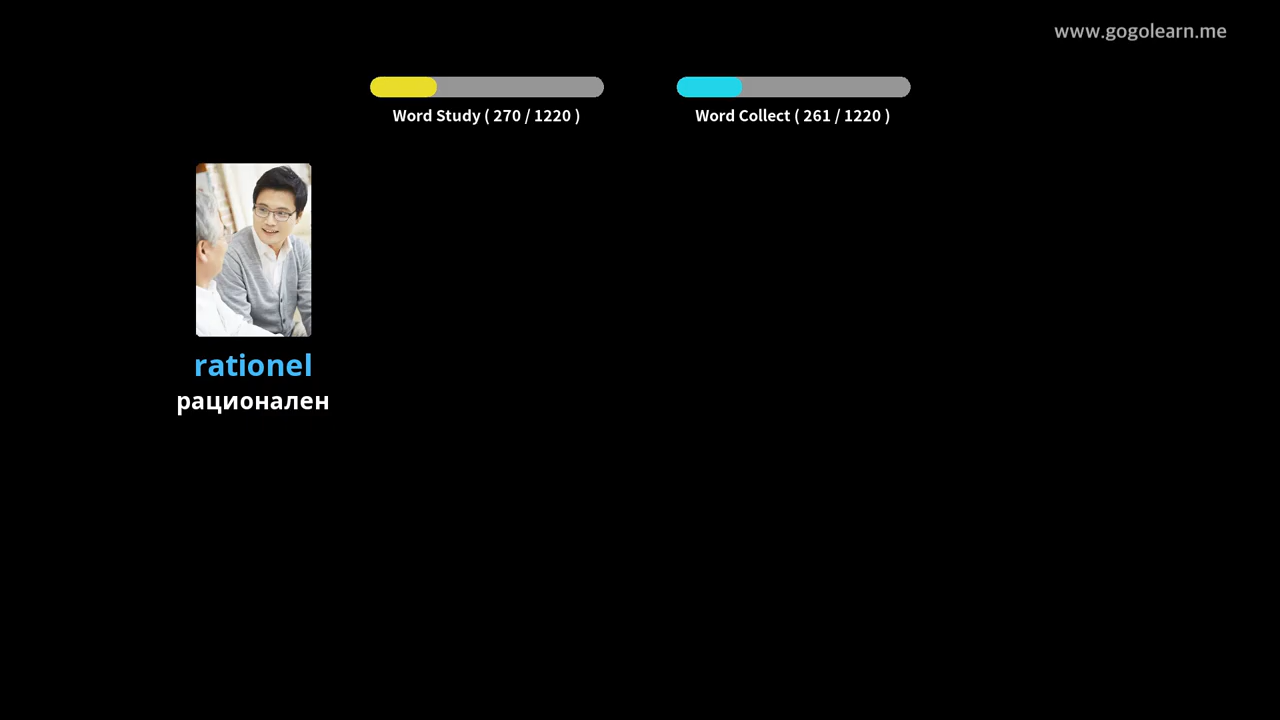 www.gogolearn.me
Word Study ( 270 / 1220 )
Word Collect ( 261 / 1220 )
rationel
рационален